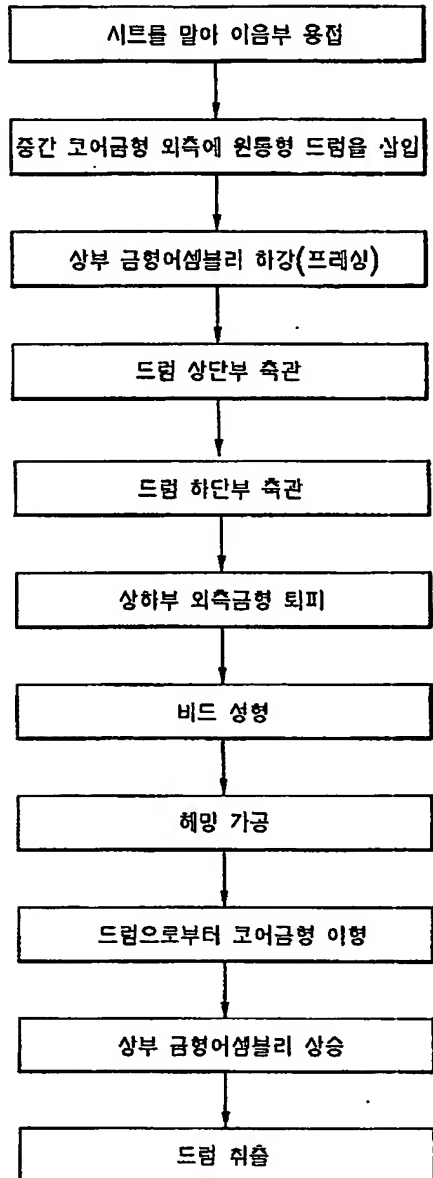 시트를 말아 이음부 용접
중간 코어금형 외측에 원통형 드럼을 삽입
상부 금형어셈블리 하강(프레싱)
드럼 상단부 축관
드럼 하단부 축관
상하부 외측금형 퇴피
비드 성형
헤밍 가공
드럼으로부터 코어금형 이형
상부 금형어셈블리 상승
드럼 취출